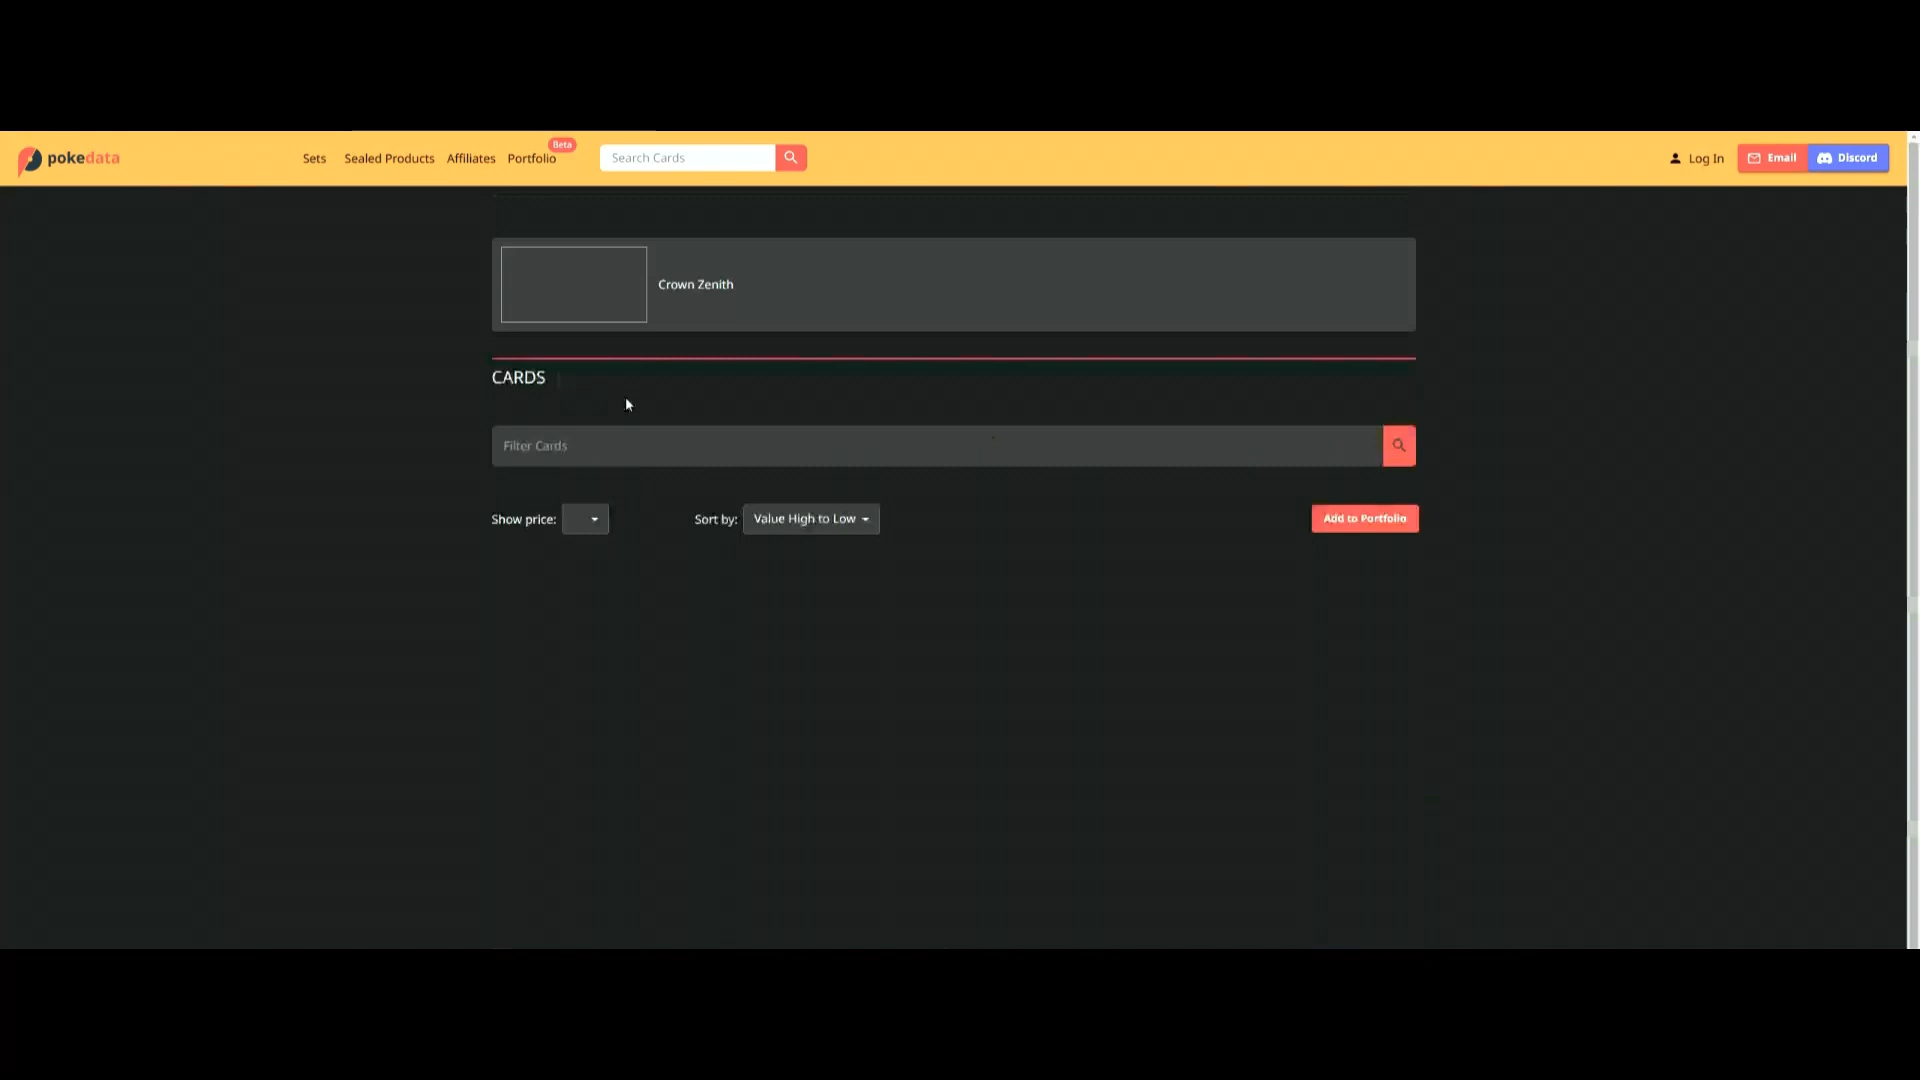 pokedata
Sets
Sealed Products
Affiliates
Portfolio
Beta
Search Cards
Log In
Email
Discord
Crown Zenith
CARDS
Filter Cards
Show price:
Sort by:
Value High to Low
Add to Portfolio